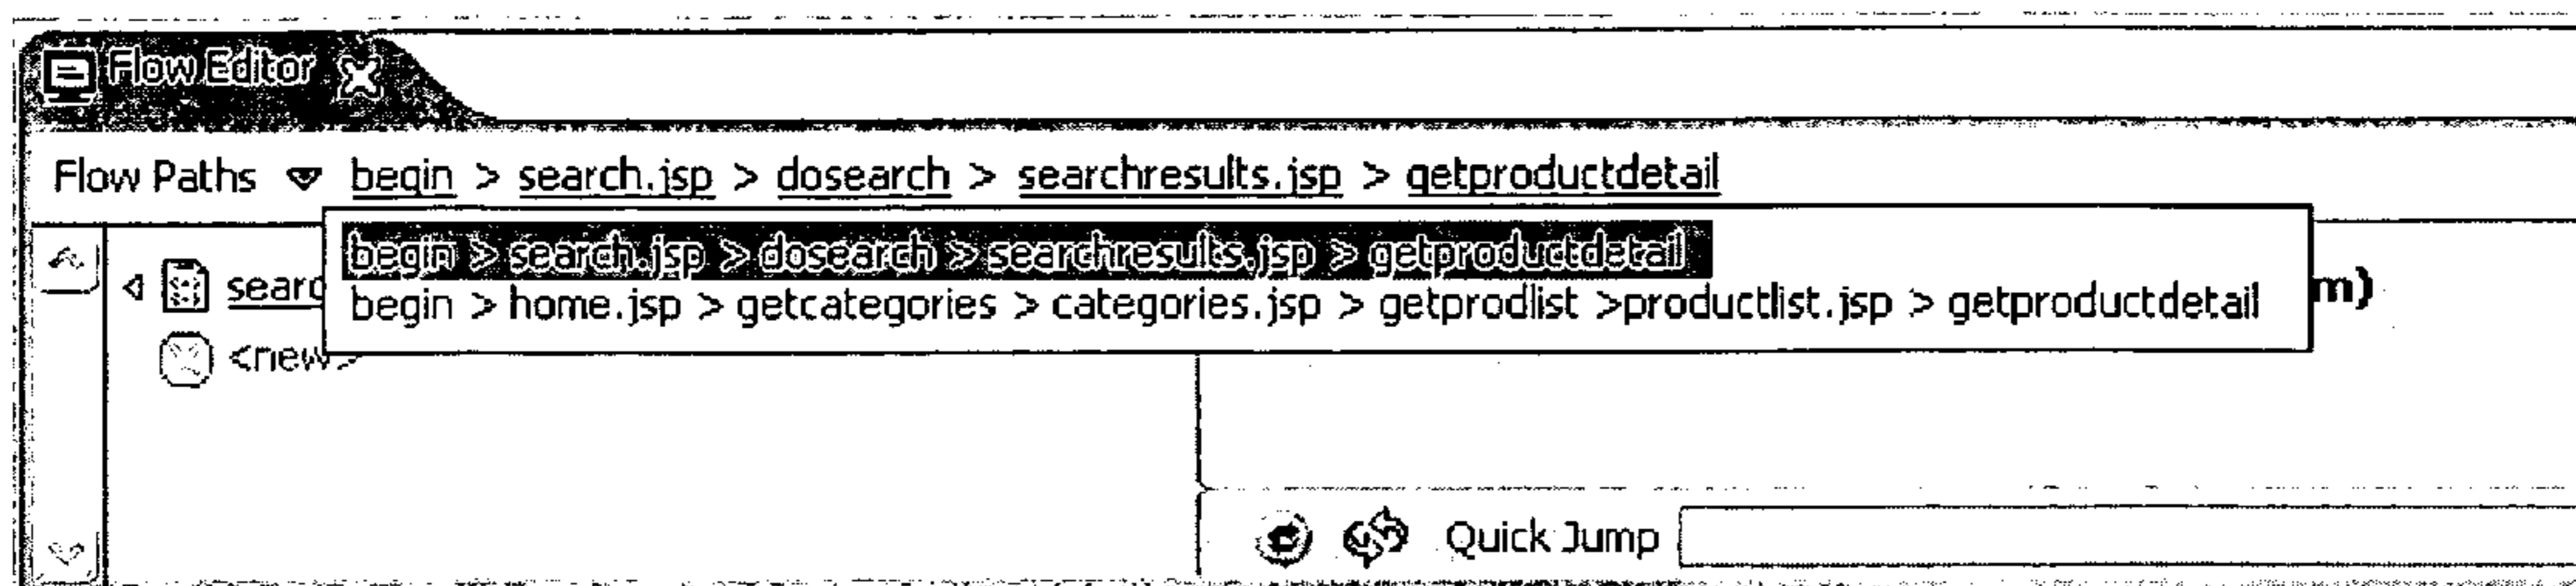 Flow Editor
Flow Paths begin > search.jsp > dosearch > searchresults.jsp > getproductdetail
begin > search.jsp > dosearch > searchresults.jsp > getproductdetail
begin > home.jsp > getcategories > categories.jsp > getprodlist >productlist.jsp > getproductdetail
searc m)
<new>
Quick Jump